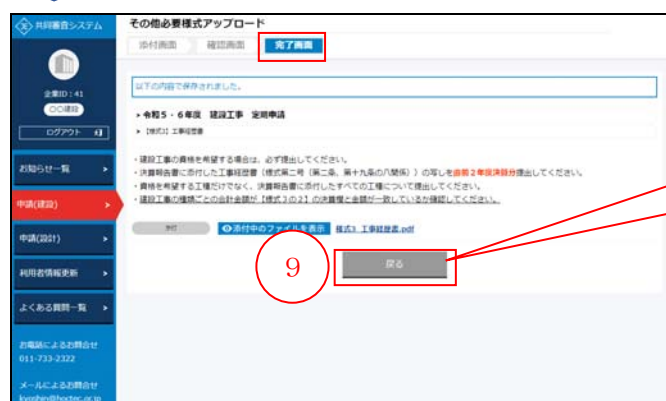 共同審査システム
企業ID：41
〇〇建設
ログアウト
お知らせ一覧
申請(建設)
申請(設計)
利用者情報更新
よくある質問一覧
お電話によるお問合せ
011-733-2322
メールによるお問合せ
kyoshin@hoctec.or.jp
その他必要様式アップロード
添付画面
確認画面
完了画面
以下の内容で保存されました。
令和5・6年度 建設工事 定期申請
【様式3】工事経歴書
・建設工事の資格を希望する場合は、必ず提出してください。
・決算報告書に添付した工事経歴書（様式第二号（第二条、第十九条の八関係））の写しを直前2年度決算分提出してください。
・資格を希望する工種だけでなく、決算報告書に添付したすべての工種について提出してください。
・建設工事の種類ごとの合計金額が【様式3の2】の決算欄と金額が一致しているか確認してください。
添付
添付中のファイルを表示
様式3_工事経歴書.pdf
9
戻る